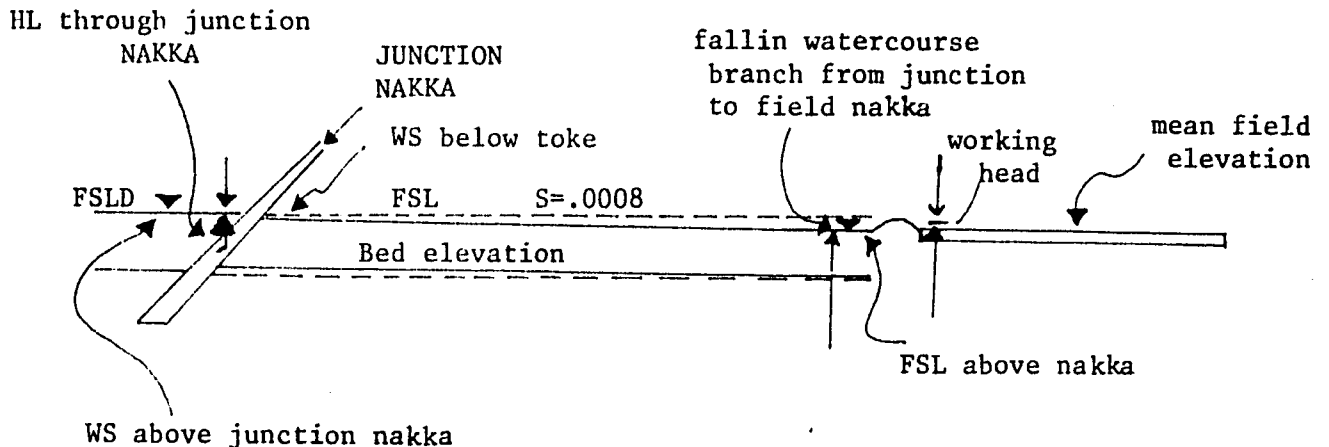 HL through junction
NAKKA
JUNCTION
NAKKA
WS below toke
fallin watercourse
branch from junction
to field nakka
working
head
mean field
elevation
FSLD
FSL S=.0008
Bed elevation
FSL above nakka
WS above junction nakka